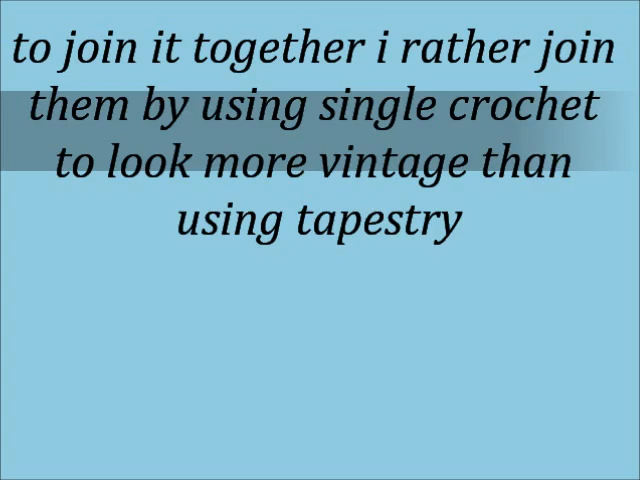 to join it together i rather join
them by using single crochet
to look more vintage than
using tapestry